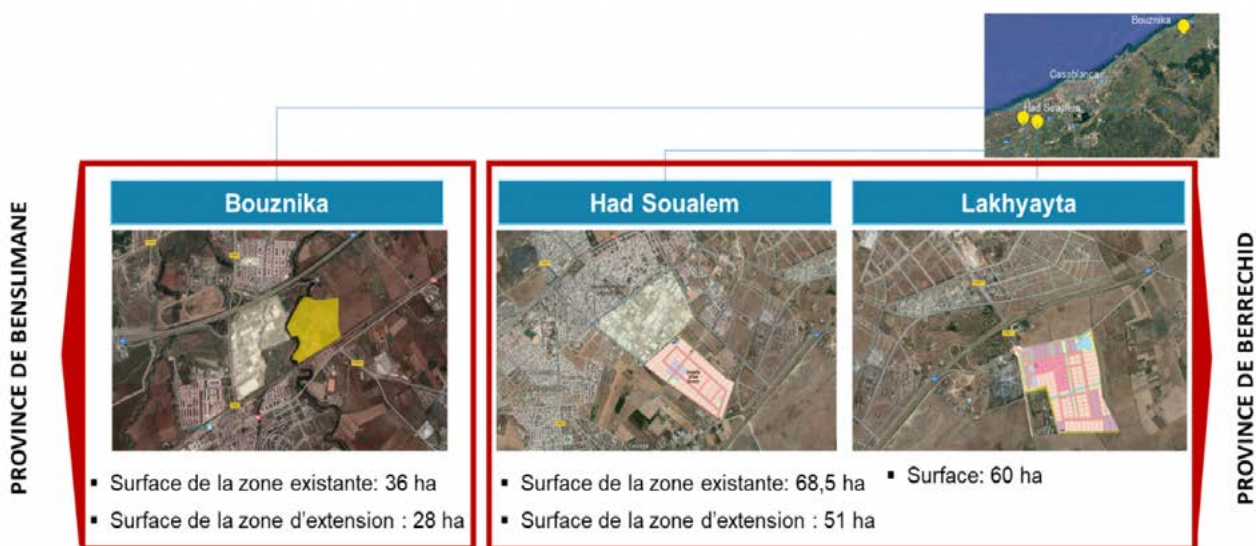 Bouznika
Casablanca
Had Soualem
PROVINCE DE BENSLIMANE
Bouznika
Had Soualem
Lakhyayta
PROVINCE DE BERRECHID
▪ Surface de la zone existante: 36 ha
▪ Surface de la zone d'extension : 28 ha
▪ Surface de la zone existante: 68,5 ha
▪ Surface de la zone d'extension : 51 ha
▪ Surface: 60 ha